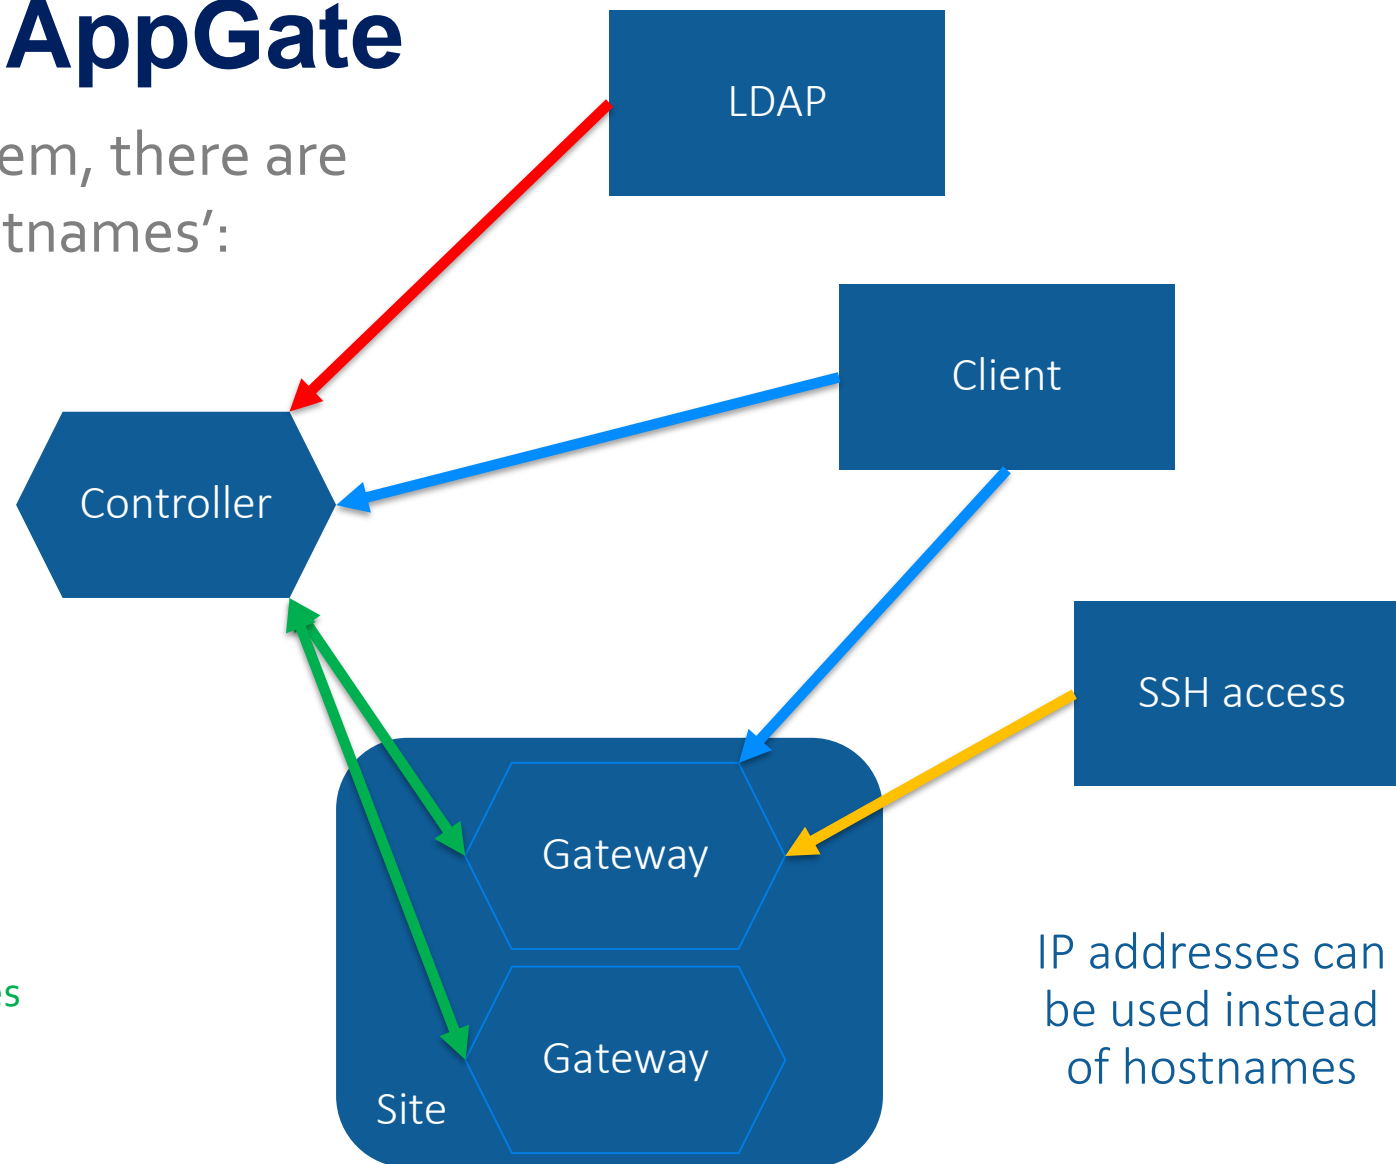 AppGate
LDAP
em, there are
tnames’:
Client
Controller
SSH access
Gateway
IP addresses can
be used instead
of hostnames
es
Gateway
Site